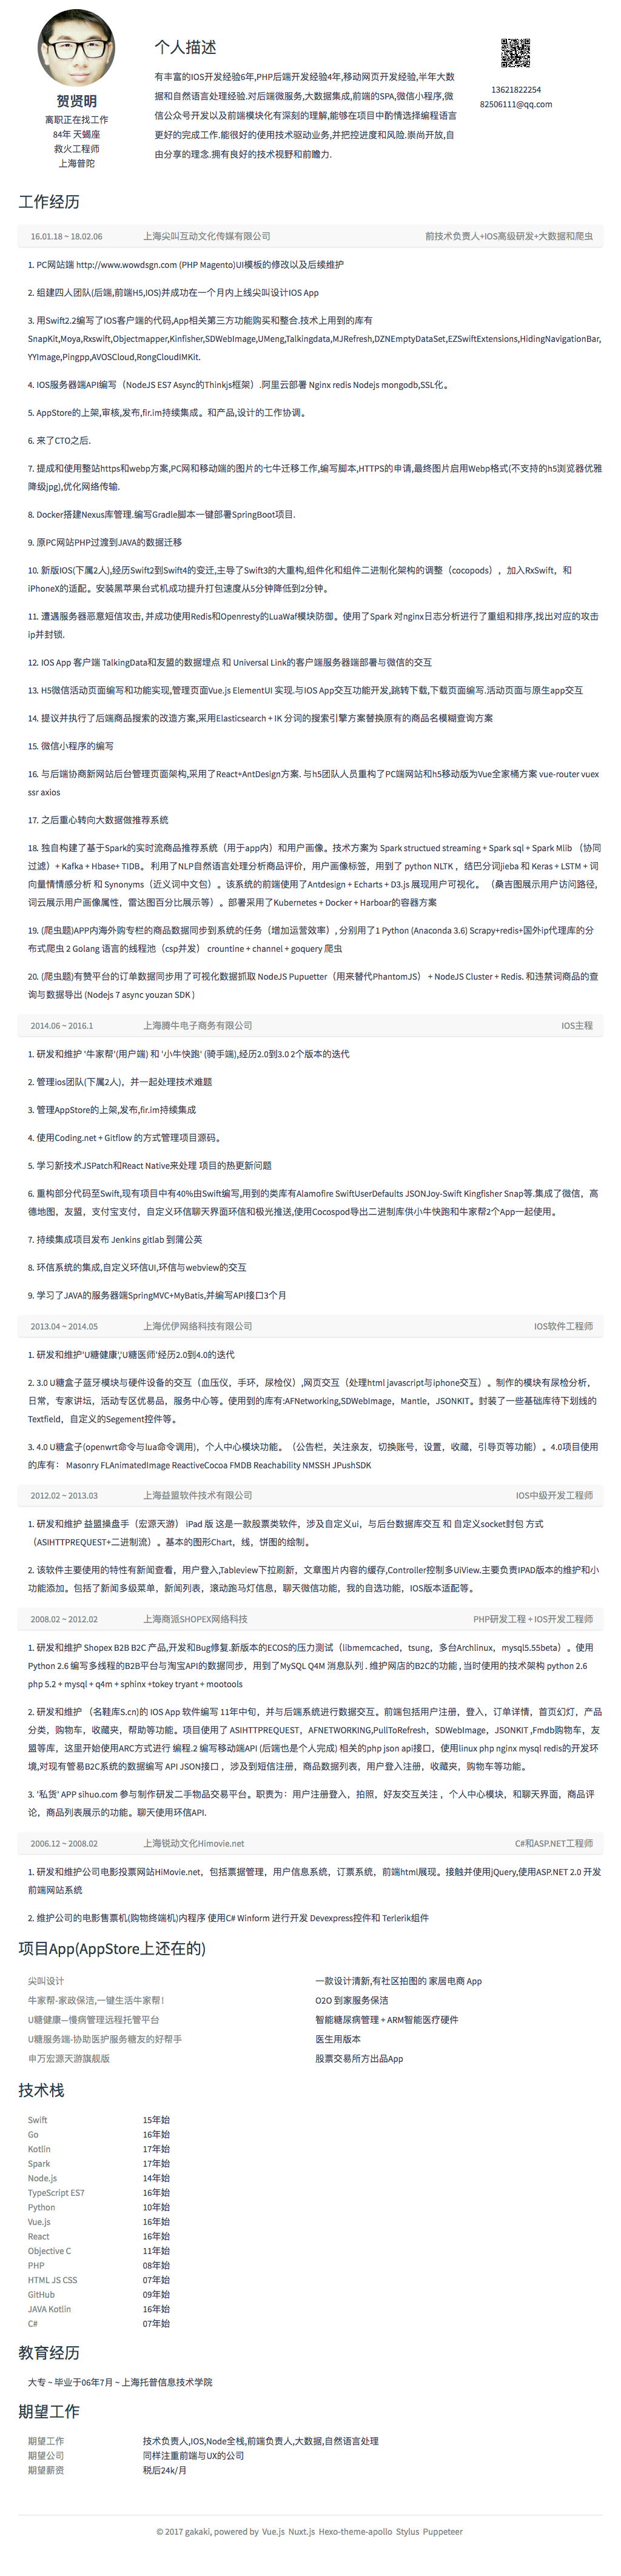 贺贤明
离职正在找工作
84年 天蝎座
救火工程师
上海普陀
个人描述
有丰富的IOS开发经验6年,PHP后端开发经验4年,移动网页开发经验,半年大数
据和自然语言处理经验.对后端微服务,大数据集成,前端的SPA,微信小程序,微
信公众号开发以及前端模块化有深刻的理解,能够在项目中酌情选择编程语言
更好的完成工作.能很好的使用技术驱动业务,并把控进度和风险.崇尚开放,自
由分享的理念.拥有良好的技术视野和前瞻力.
13621822254
82506111@qq.com
工作经历
16.01.18 ~ 18.02.06 上海尖叫互动文化传媒有限公司 前技术负责人+IOS高级研发+大数据和爬虫
1. PC网站端 http://www.wowdsgn.com (PHP Magento)UI模板的修改以及后续维护
2. 组建四人团队(后端,前端H5,IOS)并成功在一个月内上线尖叫设计IOS App
3. 用Swift2.2编写了IOS客户端的代码,App相关第三方功能购买和整合.技术上用到的库有
SnapKit,Moya,Rxswift,Objectmapper,Kinfisher,SDWebImage,UMeng,Talkingdata,MJRefresh,DZNEmptyDataSet,EZSwiftExtensions,HidingNavigationBar,
YYImage,Pingpp,AVOSCloud,RongCloudIMKit.
4. IOS服务器端API编写（NodeJS ES7 Async的Thinkjs框架）.阿里云部署 Nginx redis Nodejs mongodb,SSL化。
5. AppStore的上架,审核,发布,fir.im持续集成。和产品,设计的工作协调。
6. 来了CTO之后.
7. 提成和使用整站https和webp方案,PC网和移动端的图片的七牛迁移工作,编写脚本,HTTPS的申请,最终图片启用Webp格式(不支持的h5浏览器优雅
降级jpg),优化网络传输.
8. Docker搭建Nexus库管理.编写Gradle脚本一键部署SpringBoot项目.
9. 原PC网站PHP过渡到JAVA的数据迁移
10. 新版IOS(下属2人),经历Swift2到Swift4的变迁,主导了Swift3的大重构,组件化和组件二进制化架构的调整（cocopods），加入RxSwift，和
iPhoneX的适配。安装黑苹果台式机成功提升打包速度从5分钟降低到2分钟。
11. 遭遇服务器恶意短信攻击, 并成功使用Redis和Openresty的LuaWaf模块防御。使用了Spark 对nginx日志分析进行了重组和排序,找出对应的攻击
ip并封锁.
12. IOS App 客户端 TalkingData和友盟的数据埋点 和 Universal Link的客户端服务器端部署与微信的交互
13. H5微信活动页面编写和功能实现,管理页面Vue.js ElementUI 实现.与IOS App交互功能开发,跳转下载,下载页面编写.活动页面与原生app交互
14. 提议并执行了后端商品搜索的改造方案,采用Elasticsearch + IK 分词的搜索引擎方案替换原有的商品名模糊查询方案
15. 微信小程序的编写
16. 与后端协商新网站后台管理页面架构,采用了React+AntDesign方案. 与h5团队人员重构了PC端网站和h5移动版为Vue全家桶方案 vue-router vuex
ssr axios
17. 之后重心转向大数据做推荐系统
18. 独自构建了基于Spark的实时流商品推荐系统（用于app内）和用户画像。技术方案为 Spark structued streaming + Spark sql + Spark Mlib （协同
过滤）+ Kafka + Hbase+ TIDB。 利用了NLP自然语言处理分析商品评价，用户画像标签，用到了 python NLTK ，结巴分词jieba 和 Keras + LSTM + 词
向量情情感分析 和 Synonyms（近义词中文包）。该系统的前端使用了Antdesign + Echarts + D3.js 展现用户可视化。 （桑吉图展示用户访问路径,
词云展示用户画像属性，雷达图百分比展示等）。部署采用了Kubernetes + Docker + Harboar的容器方案
19. (爬虫题)APP内海外购专栏的商品数据同步到系统的任务（增加运营效率），分别用了1 Python (Anaconda 3.6) Scrapy+redis+国外ip代理库的分
布式爬虫 2 Golang 语言的线程池（csp并发） crountine + channel + goquery 爬虫
20. (爬虫题)有赞平台的订单数据同步用了可视化数据抓取 NodeJS Pupuetter（用来替代PhantomJS） + NodeJS Cluster + Redis. 和违禁词商品的查
询与数据导出 (Nodejs 7 async youzan SDK )
2014.06 ~ 2016.1 上海腾牛电子商务有限公司 IOS主程
1. 研发和维护 '牛家帮'(用户端) 和 '小牛快跑' (骑手端),经历2.0到3.0 2个版本的迭代
2. 管理ios团队(下属2人)，并一起处理技术难题
3. 管理AppStore的上架,发布,fir.im持续集成
4. 使用Coding.net + Gitflow 的方式管理项目源码。
5. 学习新技术JSPatch和React Native来处理 项目的热更新问题
6. 重构部分代码至Swift,现有项目中有40%由Swift编写,用到的类库有Alamofire SwiftUserDefaults JSONJoy-Swift Kingfisher Snap等.集成了微信，高
德地图，友盟，支付宝支付，自定义环信聊天界面环信和极光推送,使用Cocospod导出二进制库供小牛快跑和牛家帮2个App一起使用。
7. 持续集成项目发布 Jenkins gitlab 到蒲公英
8. 环信系统的集成,自定义环信UI,环信与webview的交互
9. 学习了JAVA的服务器端SpringMVC+MyBatis,并编写API接口3个月
2013.04 ~ 2014.05 上海优伊网络科技有限公司 IOS软件工程师
1. 研发和维护'U糖健康','U糖医师'经历2.0到4.0的迭代
2. 3.0 U糖盒子蓝牙模块与硬件设备的交互（血压仪，手环，尿检仪）,网页交互（处理html javascript与iphone交互）。制作的模块有尿检分析，
日常，专家讲坛，活动专区优易品，服务中心等。使用到的库有:AFNetworking,SDWebImage，Mantle，JSONKIT。封装了一些基础库待下划线的
Textfield，自定义的Segement控件等。
3. 4.0 U糖盒子(openwrt命令与lua命令调用)，个人中心模块功能。（公告栏，关注亲友，切换账号，设置，收藏，引导页等功能）。4.0项目使用
的库有： Masonry FLAnimatedImage ReactiveCocoa FMDB Reachability NMSSH JPushSDK
2012.02 ~ 2013.03 上海益盟软件技术有限公司 IOS中级开发工程师
1. 研发和维护 益盟操盘手（宏源天游） iPad 版 这是一款股票类软件，涉及自定义ui，与后台数据库交互 和 自定义socket封包 方式
（ASIHTTPREQUEST+二进制流）。基本的图形Chart，线，饼图的绘制。
2. 该软件主要使用的特性有新闻查看，用户登入,Tableview下拉刷新，文章图片内容的缓存,Controller控制多UiView.主要负责IPAD版本的维护和小
功能添加。包括了新闻多级菜单，新闻列表，滚动跑马灯信息，聊天微信功能，我的自选功能，IOS版本适配等。
2008.02 ~ 2012.02 上海商派SHOPEX网络科技 PHP研发工程 + IOS开发工程师
1. 研发和维护 Shopex B2B B2C 产品,开发和Bug修复.新版本的ECOS的压力测试（libmemcached，tsung，多台Archlinux，mysql5.55beta）。使用
Python 2.6 编写多线程的B2B平台与淘宝API的数据同步，用到了MySQL Q4M 消息队列 . 维护网店的B2C的功能 , 当时使用的技术架构 python 2.6
php 5.2 + mysql + q4m + sphinx +tokey tryant + mootools
2. 研发和维护 （名鞋库S.cn)的 IOS App 软件编写 11年中旬，并与后端系统进行数据交互。前端包括用户注册，登入，订单详情，首页幻灯，产品
分类，购物车，收藏夹，帮助等功能。项目使用了 ASIHTTPREQUEST，AFNETWORKING,PullToRefresh，SDWebImage，JSONKIT ,Fmdb购物车，友
盟等库，这里开始使用ARC方式进行 编程.2 编写移动端API (后端也是个人完成) 相关的php json api接口，使用linux php nginx mysql redis的开发环
境,对现有管易B2C系统的数据编写 API JSON接口 ，涉及到短信注册，商品数据列表，用户登入注册，收藏夹，购物车等功能。
3. '私货' APP sihuo.com 参与制作研发二手物品交易平台。职责为：用户注册登入，拍照，好友交互关注 ，个人中心模块，和聊天界面，商品评
论，商品列表展示的功能。聊天使用环信API.
2006.12 ~ 2008.02 上海锐动文化Himovie.net C#和ASP.NET工程师
1. 研发和维护公司电影投票网站HiMovie.net，包括票据管理，用户信息系统，订票系统，前端html展现。接触并使用jQuery,使用ASP.NET 2.0 开发
前端网站系统
2. 维护公司的电影售票机(购物终端机)内程序 使用C# Winform 进行开发 Devexpress控件和 Terlerik组件
项目App(AppStore上还在的)
尖叫设计 一款设计清新,有社区拍图的 家居电商 App
牛家帮-家政保洁,一键生活牛家帮! O2O 到家服务保洁
U糖健康—慢病管理远程托管平台 智能糖尿病管理 + ARM智能医疗硬件
U糖服务端-协助医护服务糖友的好帮手 医生用版本
申万宏源天游旗舰版 股票交易所方出品App
技术栈
Swift 15年始
Go 16年始
Kotlin 17年始
Spark 17年始
Node.js 14年始
TypeScript ES7 16年始
Python 10年始
Vue.js 16年始
React 16年始
Objective C 11年始
PHP 08年始
HTML JS CSS 07年始
GitHub 09年始
JAVA Kotlin 16年始
C# 07年始
教育经历
大专 ~ 毕业于06年7月 ~ 上海托普信息技术学院
期望工作
期望工作 技术负责人,IOS,Node全栈,前端负责人,大数据,自然语言处理
期望公司 同样注重前端与UX的公司
期望薪资 税后24k/月
© 2017 gakaki, powered by Vue.js Nuxt.js Hexo-theme-apollo Stylus Puppeteer